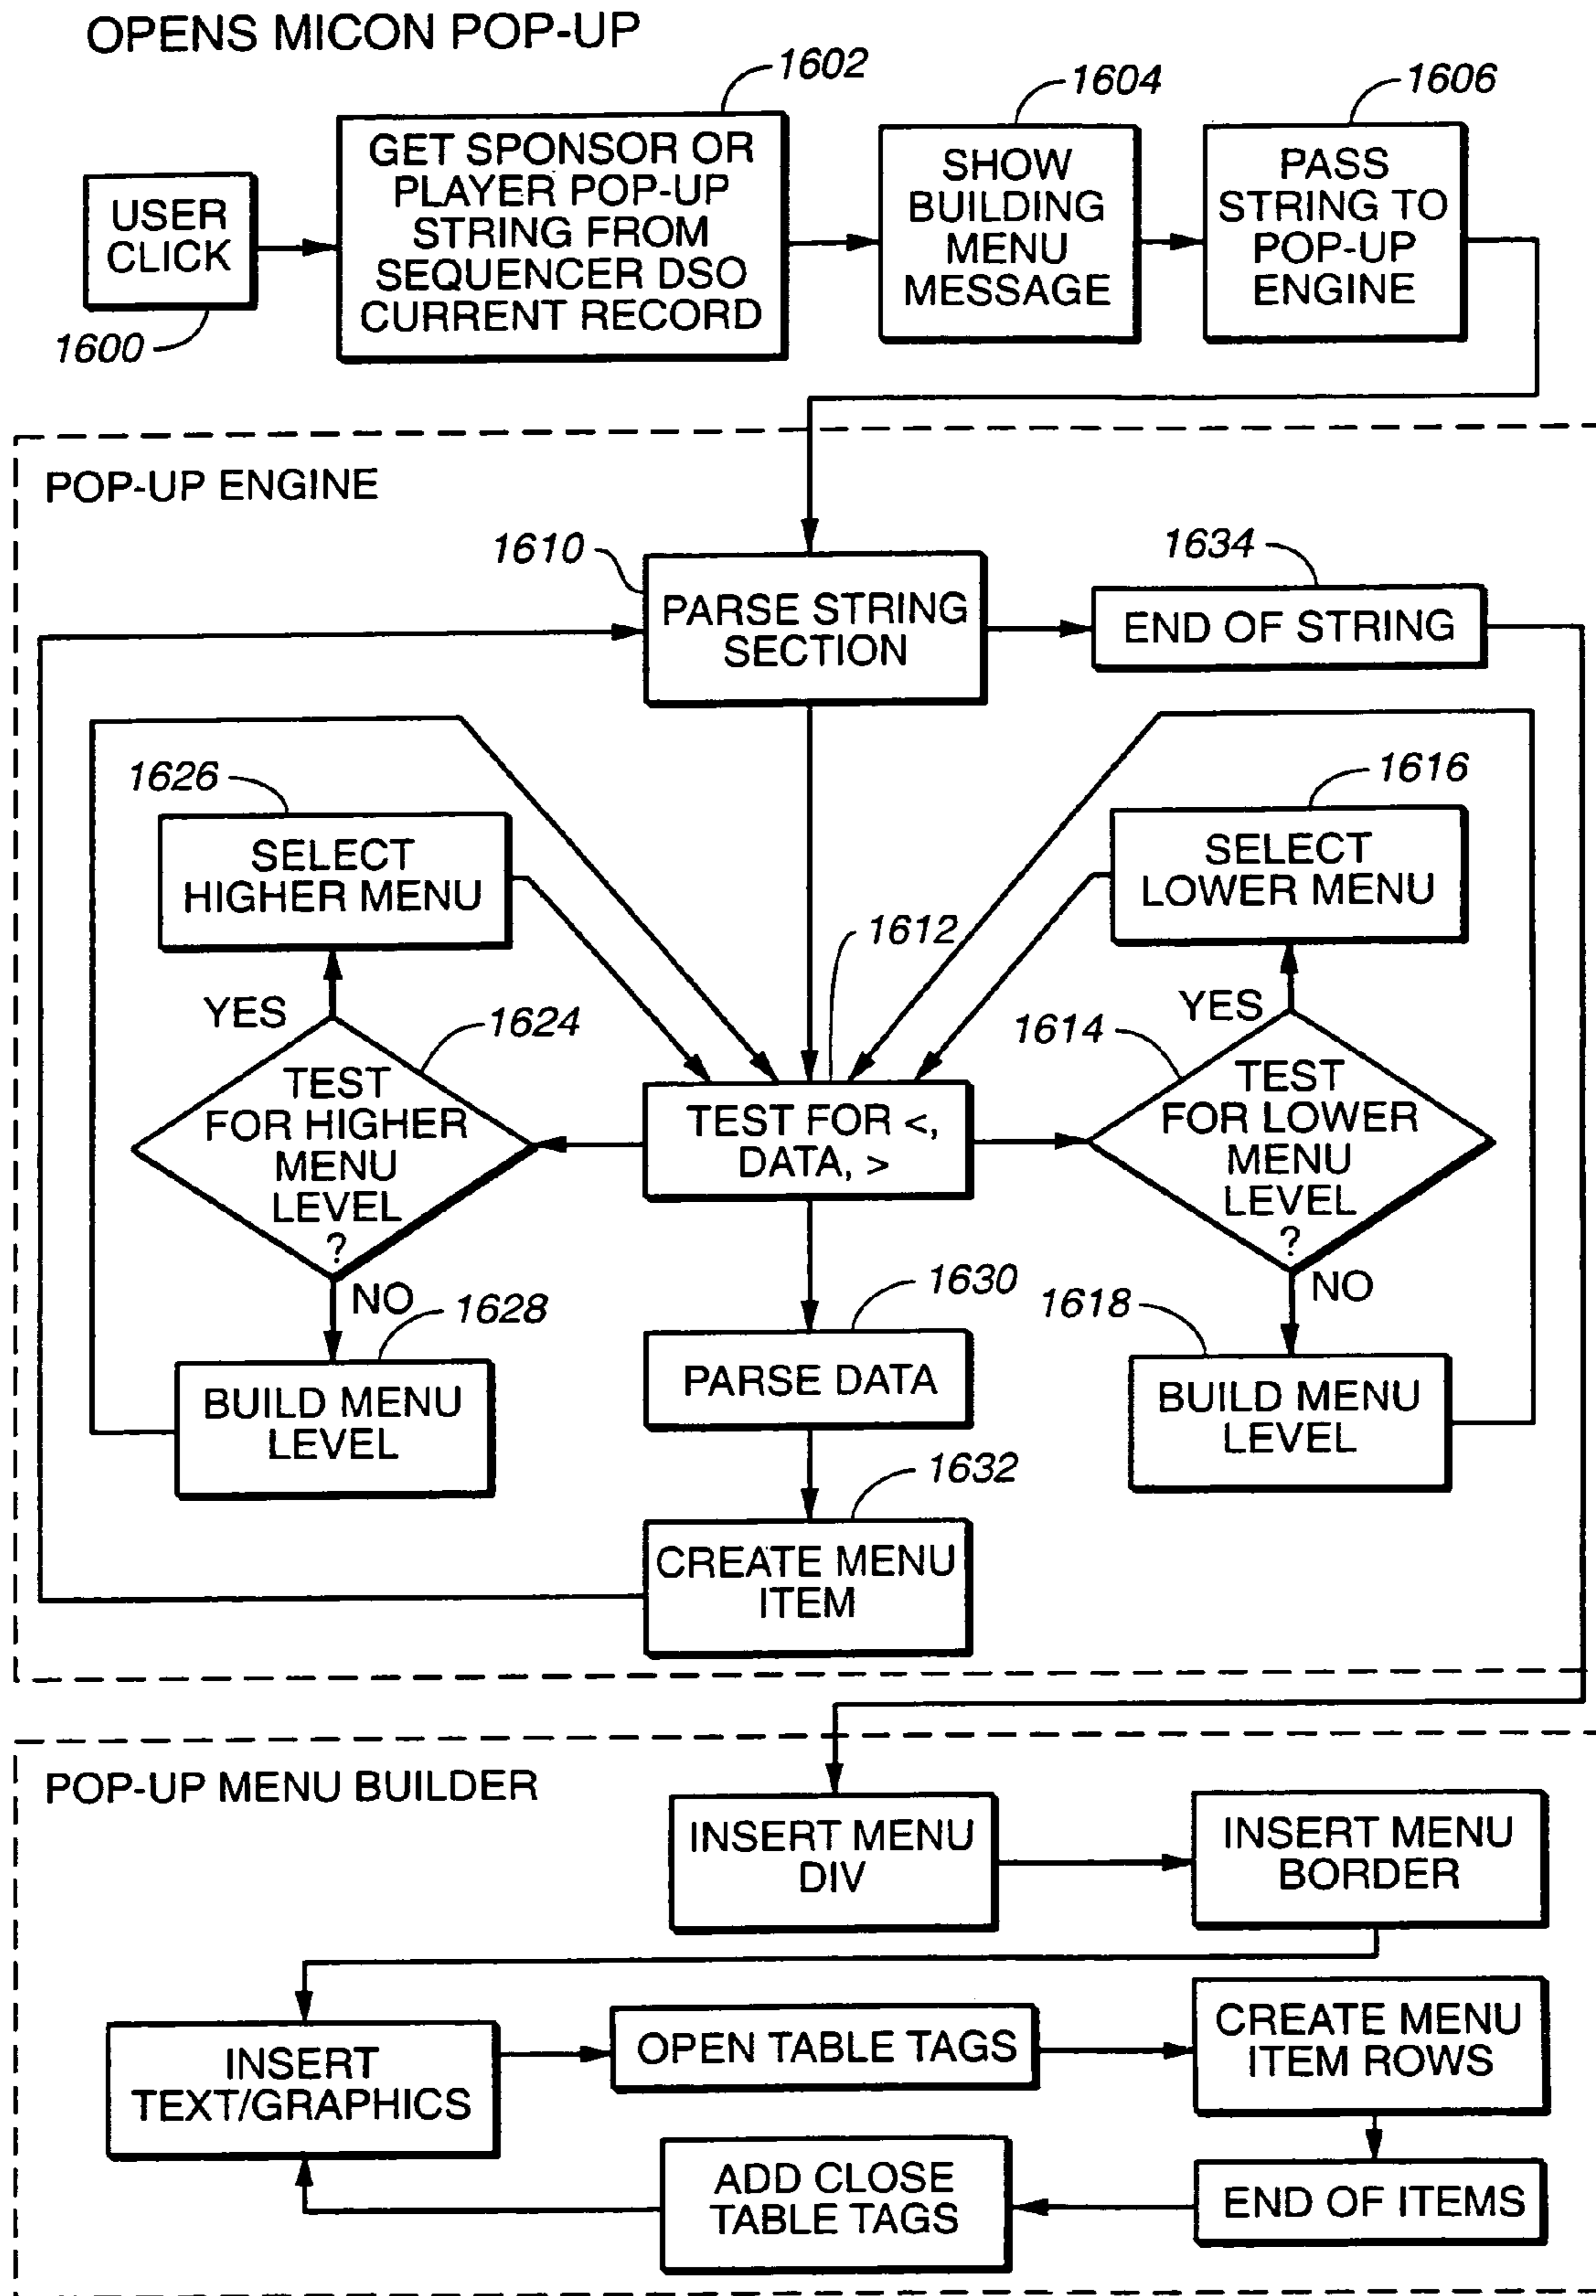 OPENS MICON POP-UP
1602
1604
1606
USER
CLICK
1600
GET SPONSOR OR
PLAYER POP-UP
STRING FROM
SEQUENCER DSO
CURRENT RECORD
SHOW
BUILDING
MENU
MESSAGE
PASS
STRING TO
POP-UP
ENGINE
POP-UP ENGINE
1610
PARSE STRING
SECTION
1634
END OF STRING
1626
SELECT
HIGHER MENU
1616
SELECT
LOWER MENU
1612
YES
1624
TEST
FOR HIGHER
MENU
LEVEL
?
NO
TEST FOR <,
DATA, >
YES
1614
TEST
FOR LOWER
MENU
LEVEL
?
NO
1628
BUILD MENU
LEVEL
1630
PARSE DATA
1618
BUILD MENU
LEVEL
1632
CREATE MENU
ITEM
POP-UP MENU BUILDER
INSERT MENU
DIV
INSERT MENU
BORDER
INSERT
TEXT/GRAPHICS
OPEN TABLE TAGS
CREATE MENU
ITEM ROWS
END OF ITEMS
ADD CLOSE
TABLE TAGS